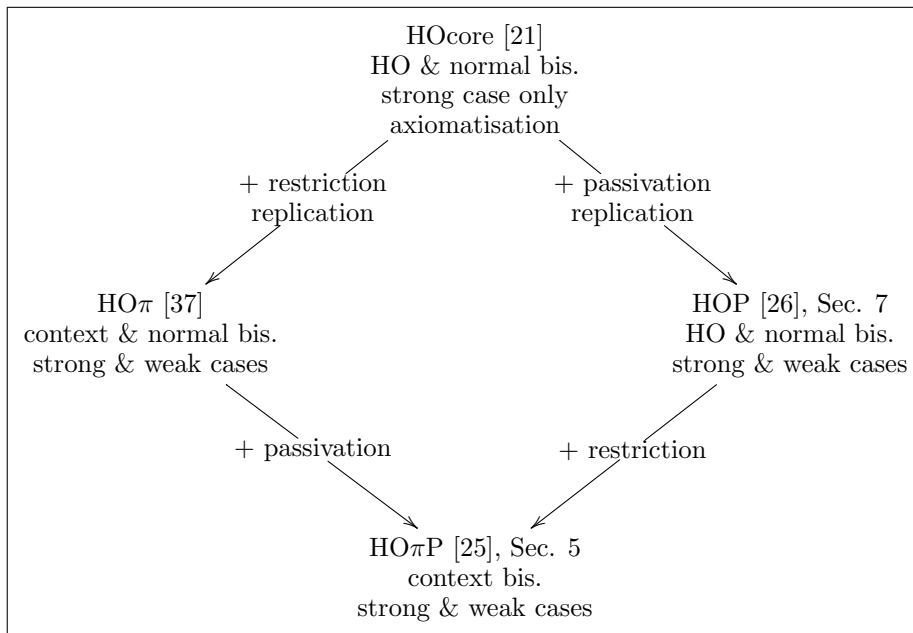 HOcore [21]
HO & normal bis.
strong case only
axiomatisation
+ restriction
replication
+ passivation
replication
HOπ [37]
context & normal bis.
strong & weak cases
HOP [26], Sec. 7
HO & normal bis.
strong & weak cases
+ passivation
+ restriction
HOπP [25], Sec. 5
context bis.
strong & weak cases